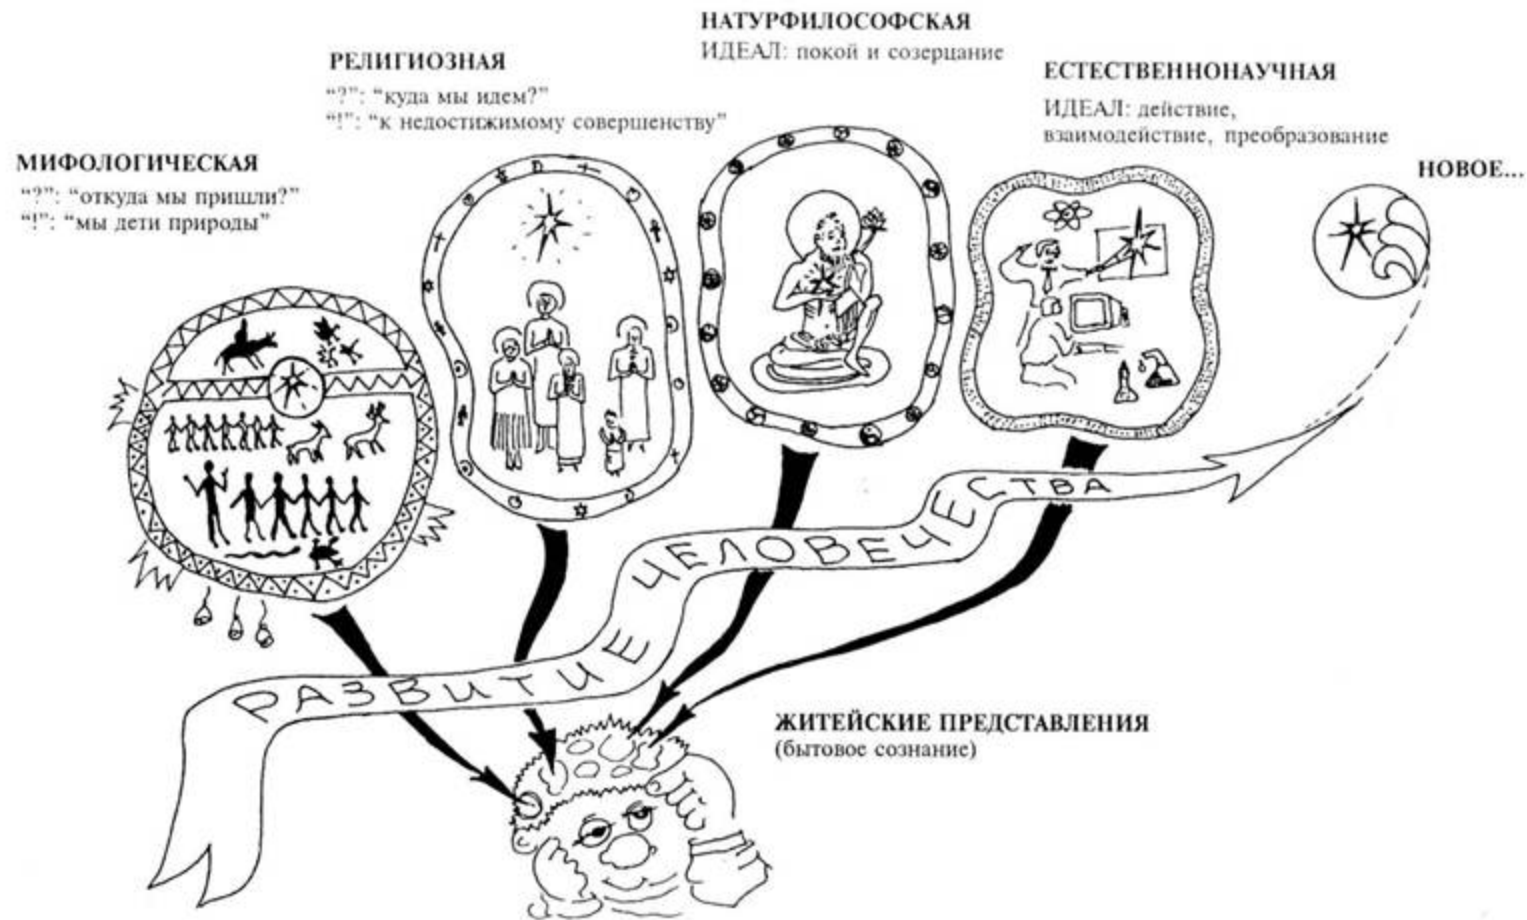 МИФОЛОГИЧЕСКАЯ
“?”: “откуда мы пришли?”
“!”: “мы дети природы”
РЕЛИГИОЗНАЯ
“?”: “куда мы идем?”
“!”: “к недостижимому совершенству”
НАТУРФИЛОСОФСКАЯ
ИДЕАЛ: покой и созерцание
ЕСТЕСТВЕННОНАУЧНАЯ
ИДЕАЛ: действие,
взаимодействие, преобразование
НОВОЕ...
РАЗВИТИЕ ЧЕЛОВЕЧЕСТВА
ЖИТЕЙСКИЕ ПРЕДСТАВЛЕНИЯ
(бытовое сознание)